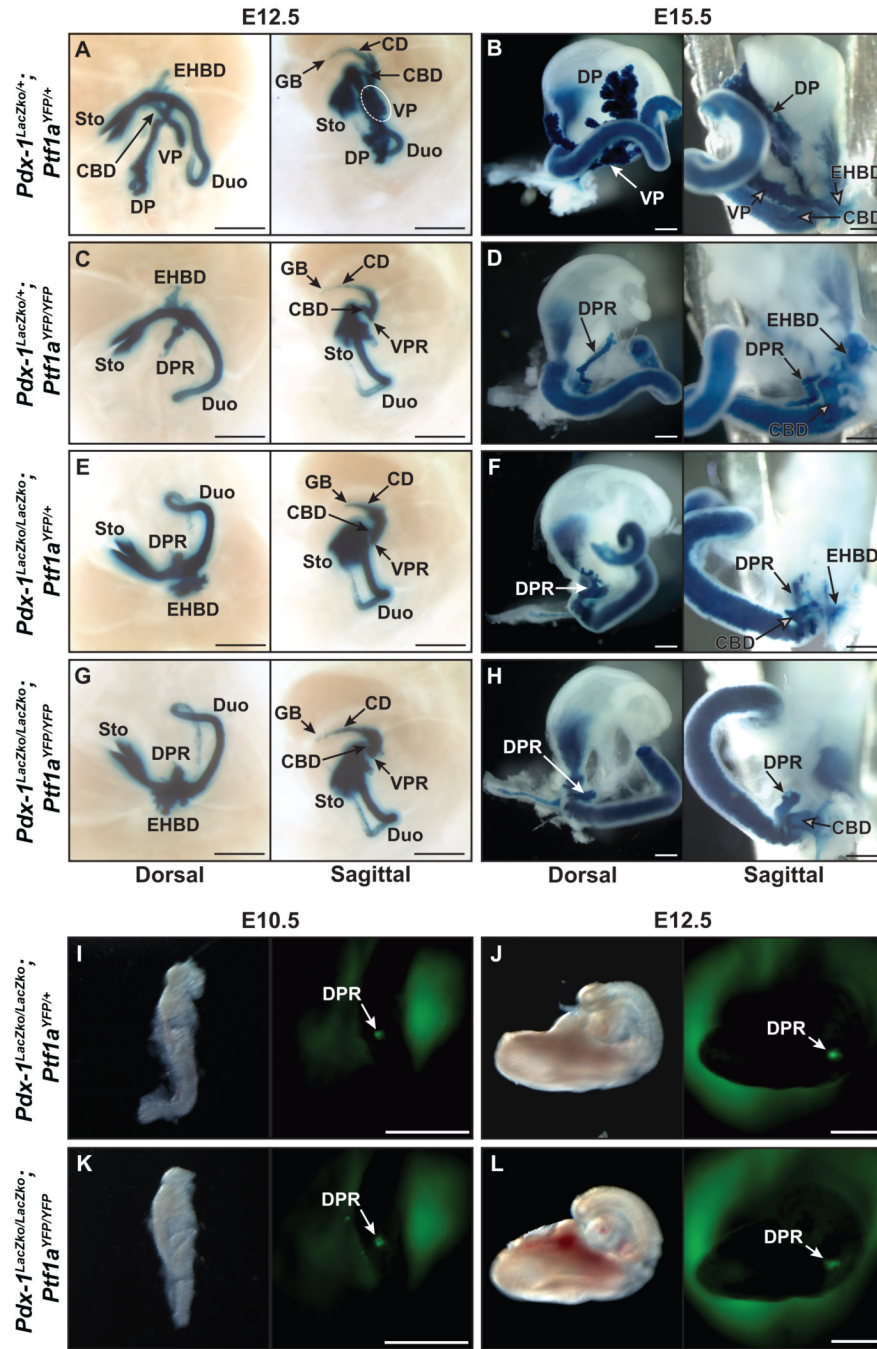 E12.5 E15.5
Pdx-1LacZko/+;
Ptf1aYFP/+
A
EHBD
Sto
CBD
VP
DP
Duo
CD
GB
CBD
VP
Sto
DP
Duo
B
DP
VP
DP
EHBD
VP
CBD
Pdx-1LacZko/+;
Ptf1aYFP/YFP
C
EHBD
Sto
DPR
Duo
GB
CD
CBD
VPR
Sto
Duo
D
DPR
EHBD
DPR
CBD
Pdx-1LacZko/LacZko;
Ptf1aYFP/+
E
Duo
Sto
DPR
EHBD
GB
CD
CBD
Sto
VPR
Duo
F
DPR
DPR
EHBD
CBD
Pdx-1LacZko/LacZko;
Ptf1aYFP/YFP
G
Sto
Duo
DPR
EHBD
GB
CD
CBD
VPR
Sto
Duo
H
DPR
DPR
CBD
Dorsal Sagittal Dorsal Sagittal
E10.5 E12.5
Pdx-1LacZko/LacZko;
Ptf1aYFP/+
I
DPR
J
DPR
Pdx-1LacZko/LacZko;
Ptf1aYFP/YFP
K
DPR
L
DPR